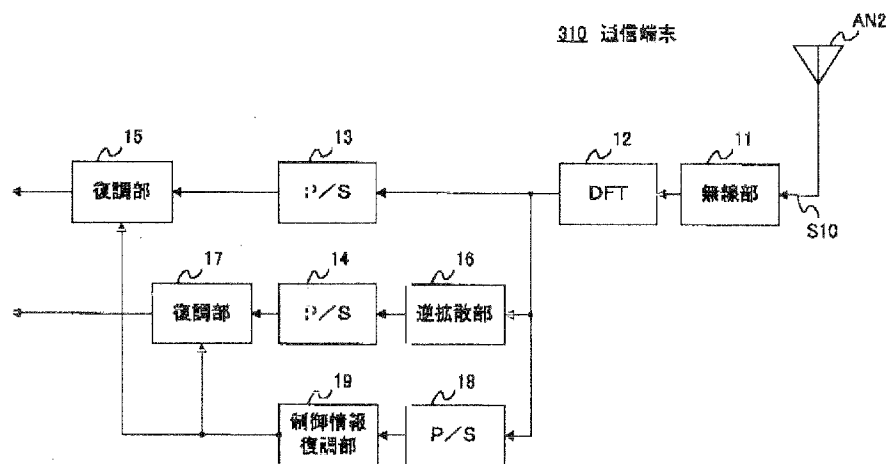 310 通信端末
AN2
15
復調部
13
P/S
12
DFT
11
無線部
S10
17
復調部
14
P/S
16
逆拡散部
19
制御情報
復調部
18
P/S